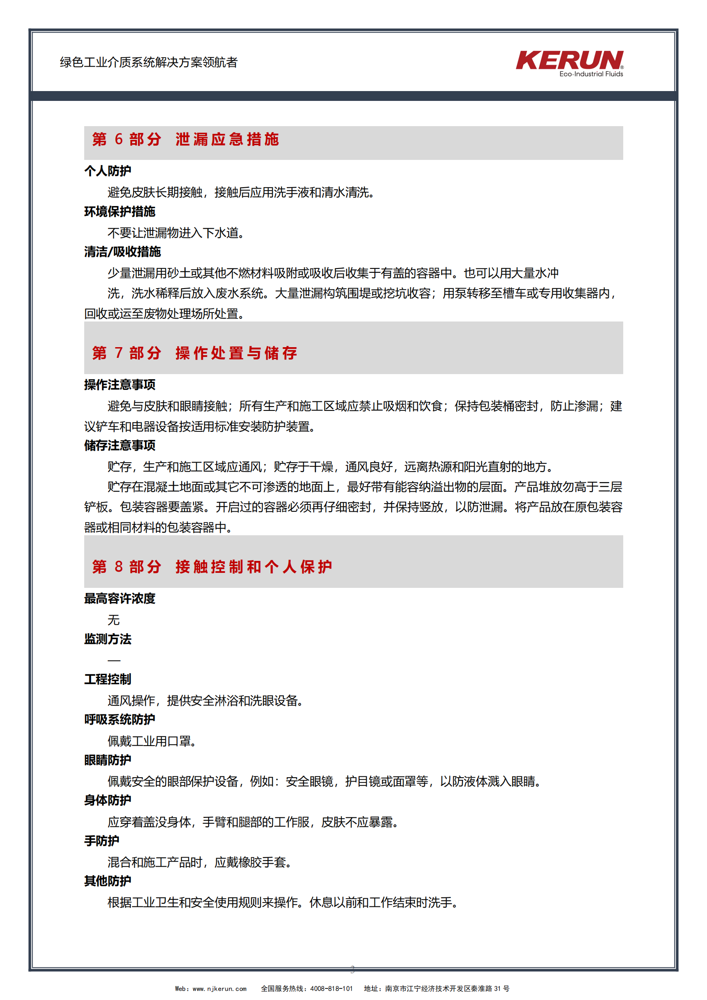 绿色工业介质系统解决方案领航者
KERUN®
Eco-Industrial Fluids
第 6 部分 泄漏应急措施
个人防护
避免皮肤长期接触，接触后应用洗手液和清水清洗。
环境保护措施
不要让泄漏物进入下水道。
清洁/吸收措施
少量泄漏用砂土或其他不燃材料吸附或吸收后收集于有盖的容器中。也可以用大量水冲
洗，洗水稀释后放入废水系统。大量泄漏构筑围堤或挖坑收容；用泵转移至槽车或专用收集器内，
回收或运至废物处理场所处置。
第 7 部分 操作处置与储存
操作注意事项
避免与皮肤和眼睛接触；所有生产和施工区域应禁止吸烟和饮食；保持包装桶密封，防止渗漏；建
议铲车和电器设备按适用标准安装防护装置。
储存注意事项
贮存，生产和施工区域应通风；贮存于干燥，通风良好，远离热源和阳光直射的地方。
贮存在混凝土地面或其它不可渗透的地面上，最好带有能容纳溢出物的层面。产品堆放勿高于三层
铲板。包装容器要盖紧。开启过的容器必须再仔细密封，并保持竖放，以防泄漏。将产品放在原包装容
器或相同材料的包装容器中。
第 8 部分 接触控制和个人保护
最高容许浓度
无
监测方法
—
工程控制
通风操作，提供安全淋浴和洗眼设备。
呼吸系统防护
佩戴工业用口罩。
眼睛防护
佩戴安全的眼部保护设备，例如：安全眼镜，护目镜或面罩等，以防液体溅入眼睛。
身体防护
应穿着盖没身体，手臂和腿部的工作服，皮肤不应暴露。
手防护
混合和施工产品时，应戴橡胶手套。
其他防护
根据工业卫生和安全使用规则来操作。休息以前和工作结束时洗手。
3
Web：www.njkerun.com 全国服务热线：4008-818-101 地址：南京市江宁经济技术开发区秦淮路 31 号